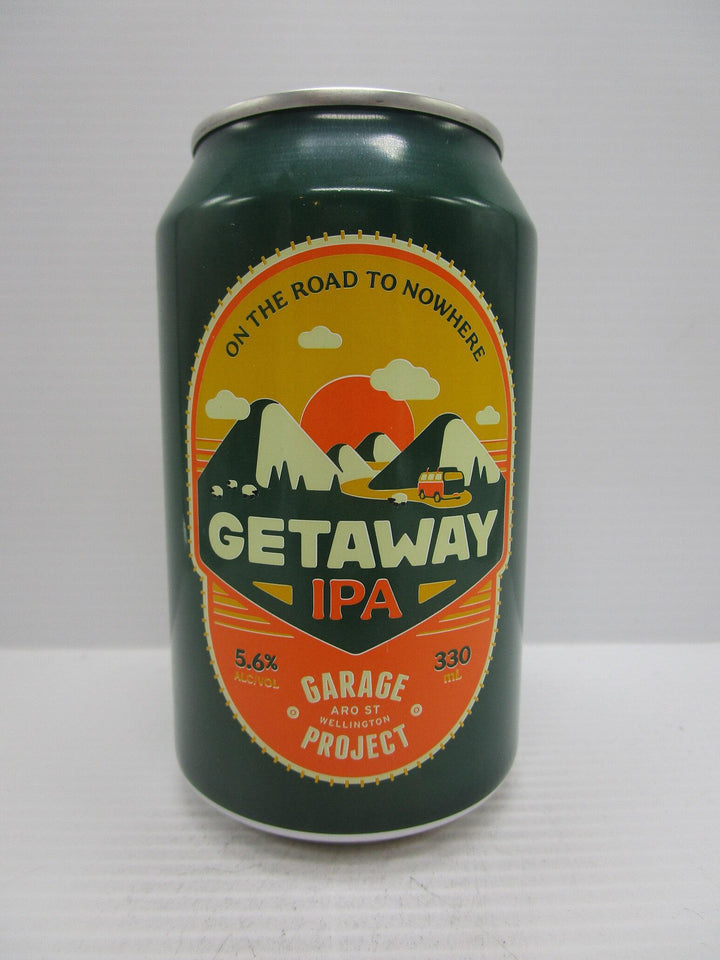 ON THE ROAD TO NOWHERE
GETAWAY
IPA
5.6%
ALC/VOL
330
mL
GARAGE
ARO ST
WELLINGTON
PROJECT